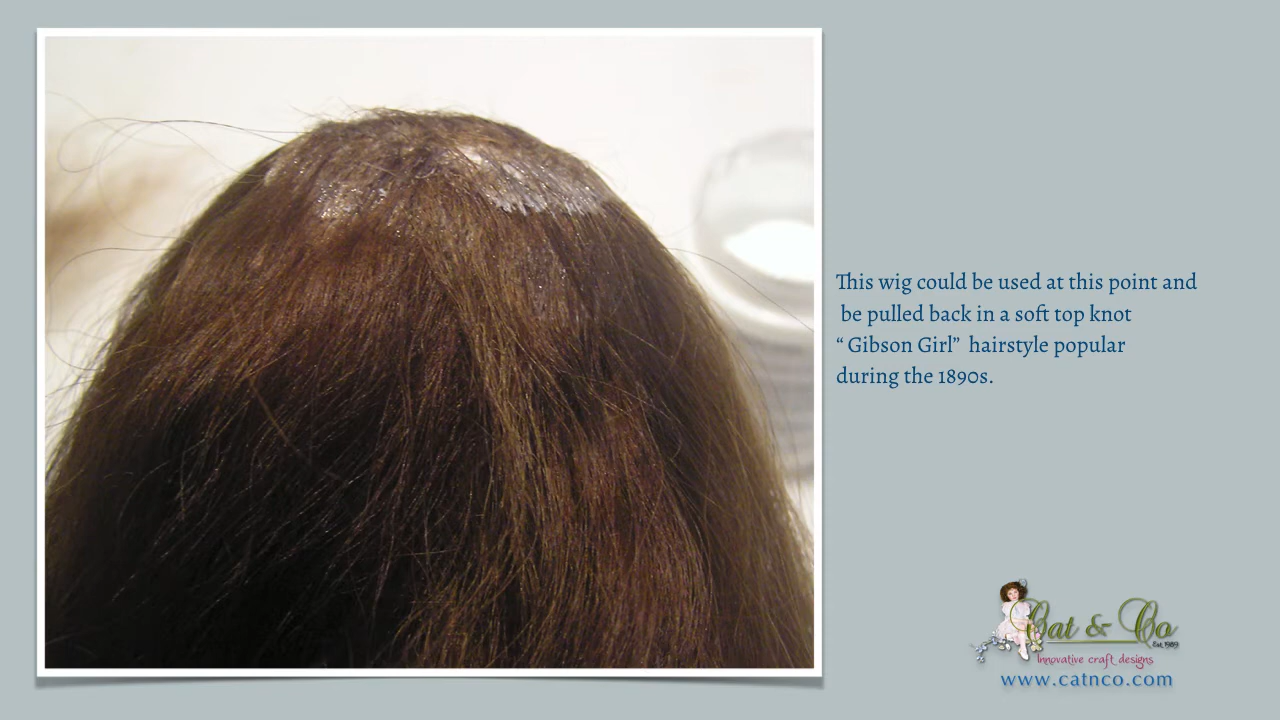 This wig could be used at this point and
be pulled back in a soft top knot
“ Gibson Girl”  hairstyle popular
during the 1890s.
Cat & Co
Est. 1989
Innovative craft designs
www.catnco.com